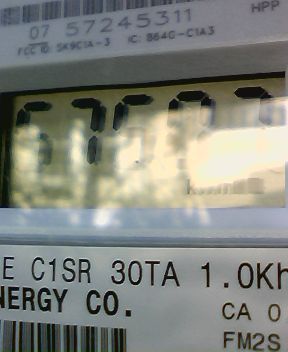 HPP
07 57245311
FCC ID: SK9C1A-3 IC: 864G-C1A3
E C1SR 30TA 1.0Kh
NERGY CO.
CA 0
FM2S